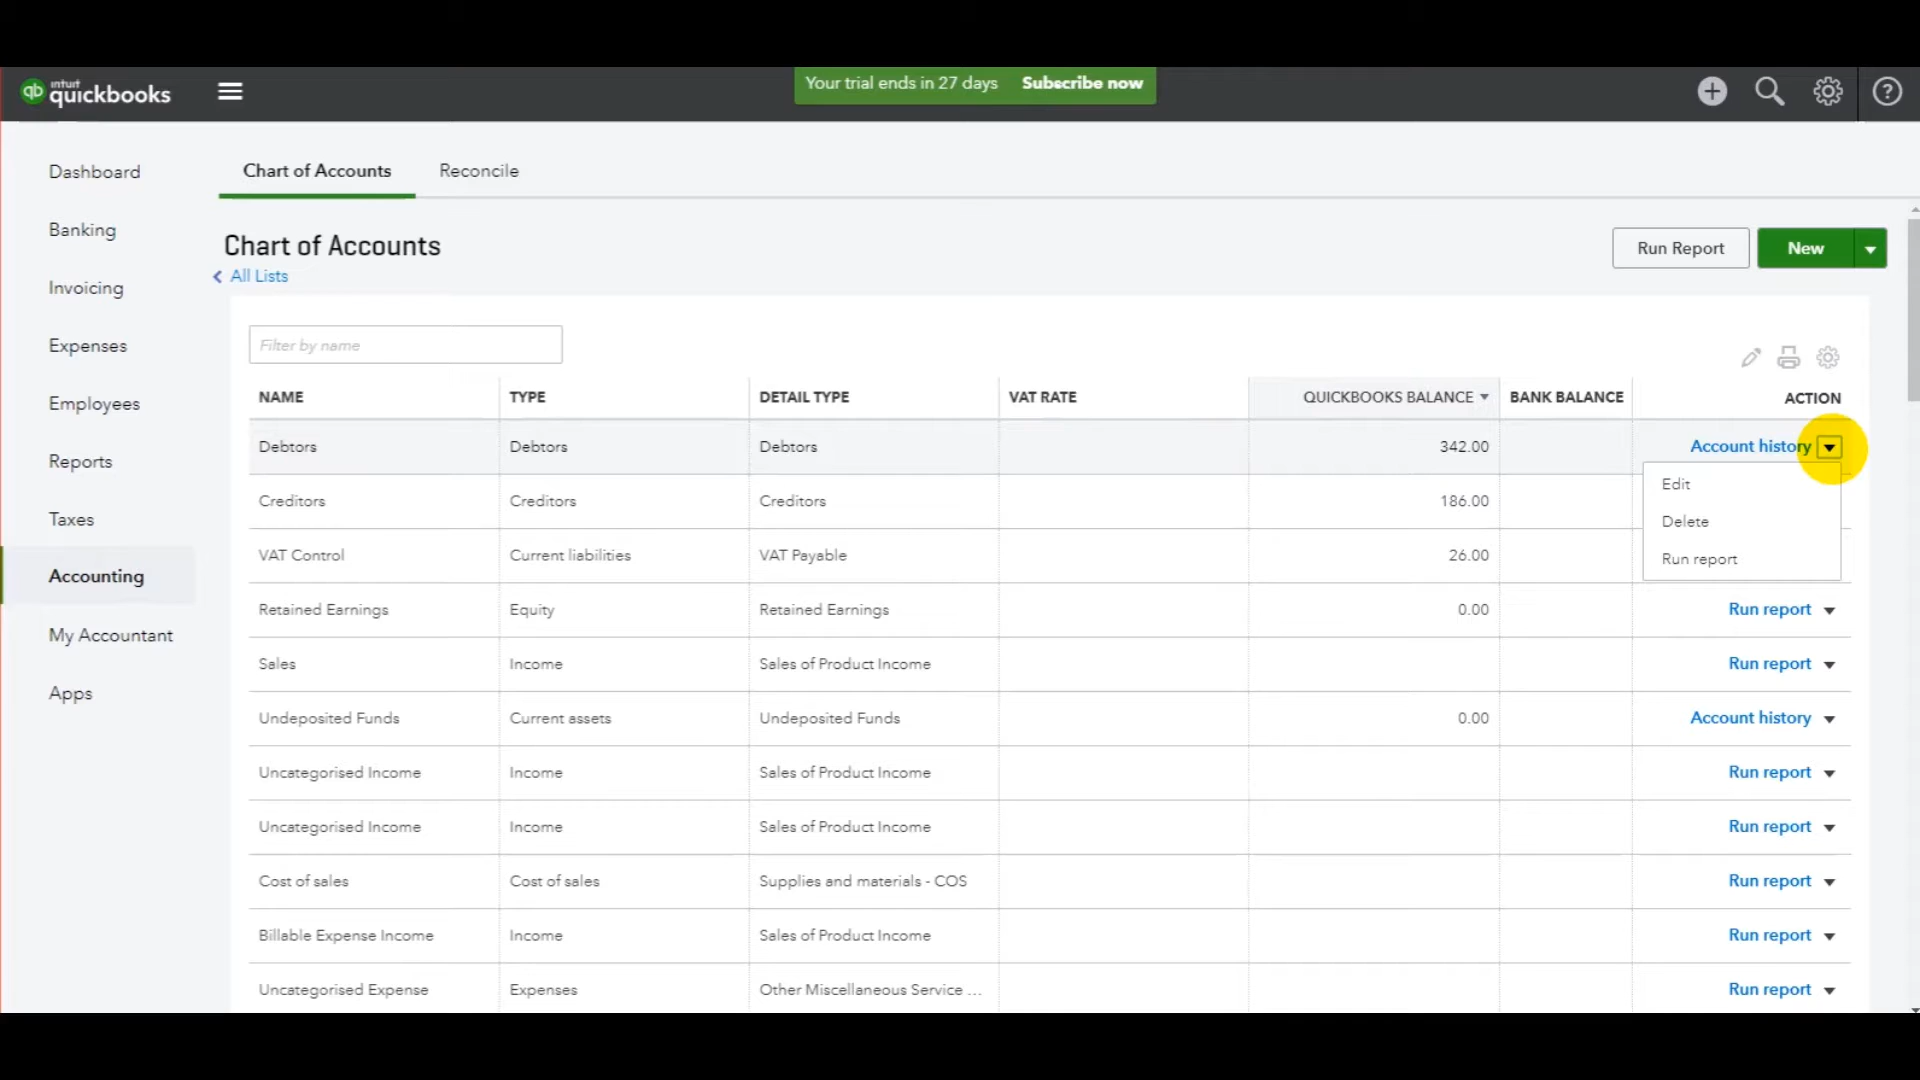 intuit quickbooks
Your trial ends in 27 days Subscribe now
Dashboard
Banking
Invoicing
Expenses
Employees
Reports
Taxes
Accounting
My Accountant
Apps
Chart of Accounts Reconcile
Chart of Accounts
All Lists
Run Report New
Filter by name
NAME TYPE DETAIL TYPE VAT RATE QUICKBOOKS BALANCE BANK BALANCE ACTION
Debtors Debtors Debtors 342.00 Account history
Edit
Delete
Run report
Creditors Creditors Creditors 186.00
VAT Control Current liabilities VAT Payable 26.00
Retained Earnings Equity Retained Earnings 0.00 Run report
Sales Income Sales of Product Income Run report
Undeposited Funds Current assets Undeposited Funds 0.00 Account history
Uncategorised Income Income Sales of Product Income Run report
Uncategorised Income Income Sales of Product Income Run report
Cost of sales Cost of sales Supplies and materials - COS Run report
Billable Expense Income Income Sales of Product Income Run report
Uncategorised Expense Expenses Other Miscellaneous Service ... Run report